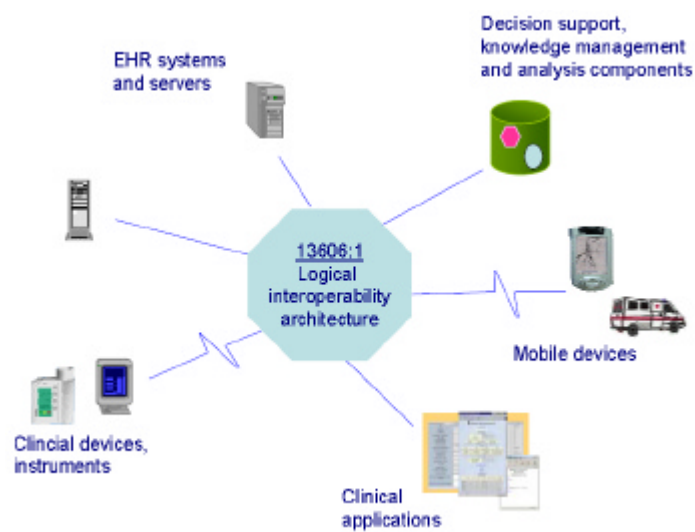 Decision support,
knowledge management
and analysis components
EHR systems
and servers
13606:1
Logical
interoperability
architecture
Mobile devices
Clincial devices,
instruments
Clinical
applications